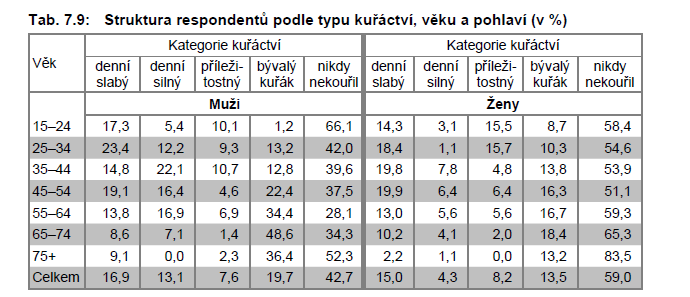 Tab. 7.9: Struktura respondentů podle typu kuřáctví, věku a pohlaví (v %)
Věk Kategorie kuřáctví Kategorie kuřáctví
denní slabý denní silný příleži-tostný bývalý kuřák nikdy nekouřil denní slabý denní silný příleži-tostný bývalý kuřák nikdy nekouřil
Muži Ženy
15–24 17,3 5,4 10,1 1,2 66,1 14,3 3,1 15,5 8,7 58,4
25–34 23,4 12,2 9,3 13,2 42,0 18,4 1,1 15,7 10,3 54,6
35–44 14,8 22,1 10,7 12,8 39,6 19,8 7,8 4,8 13,8 53,9
45–54 19,1 16,4 4,6 22,4 37,5 19,9 6,4 6,4 16,3 51,1
55–64 13,8 16,9 6,9 34,4 28,1 13,0 5,6 5,6 16,7 59,3
65–74 8,6 7,1 1,4 48,6 34,3 10,2 4,1 2,0 18,4 65,3
75+ 9,1 0,0 2,3 36,4 52,3 2,2 1,1 0,0 13,2 83,5
Celkem 16,9 13,1 7,6 19,7 42,7 15,0 4,3 8,2 13,5 59,0